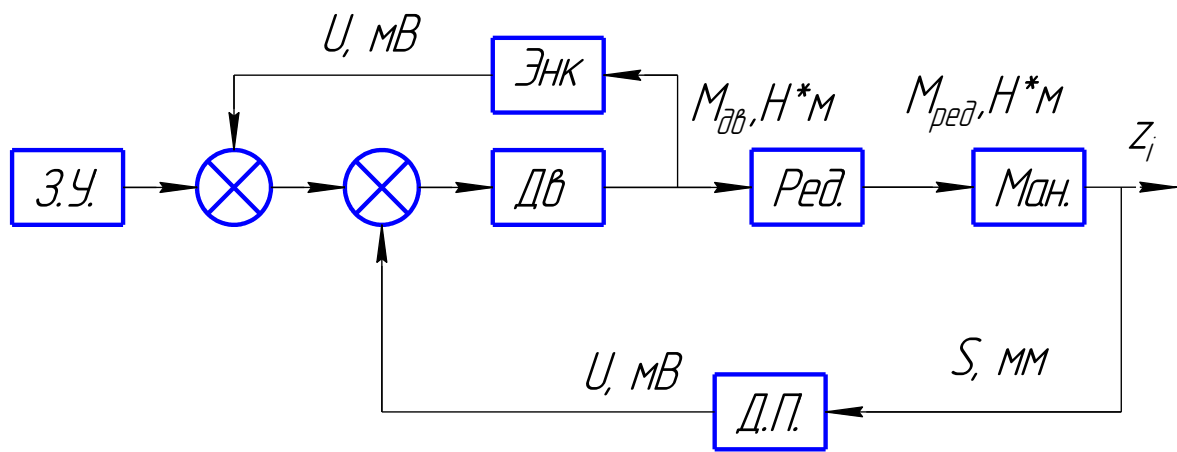 U, мВ
Энк
Mдв, Н*м
Mред, Н*м
zi
З.У.
Дв
Ред.
Ман.
S, мм
U, мВ
Д.П.